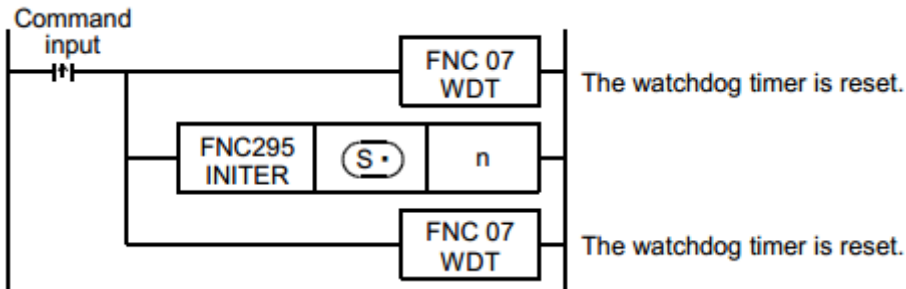 Command
input
FNC 07
WDT
The watchdog timer is reset.
FNC295
INITER
S·
n
FNC 07
WDT
The watchdog timer is reset.